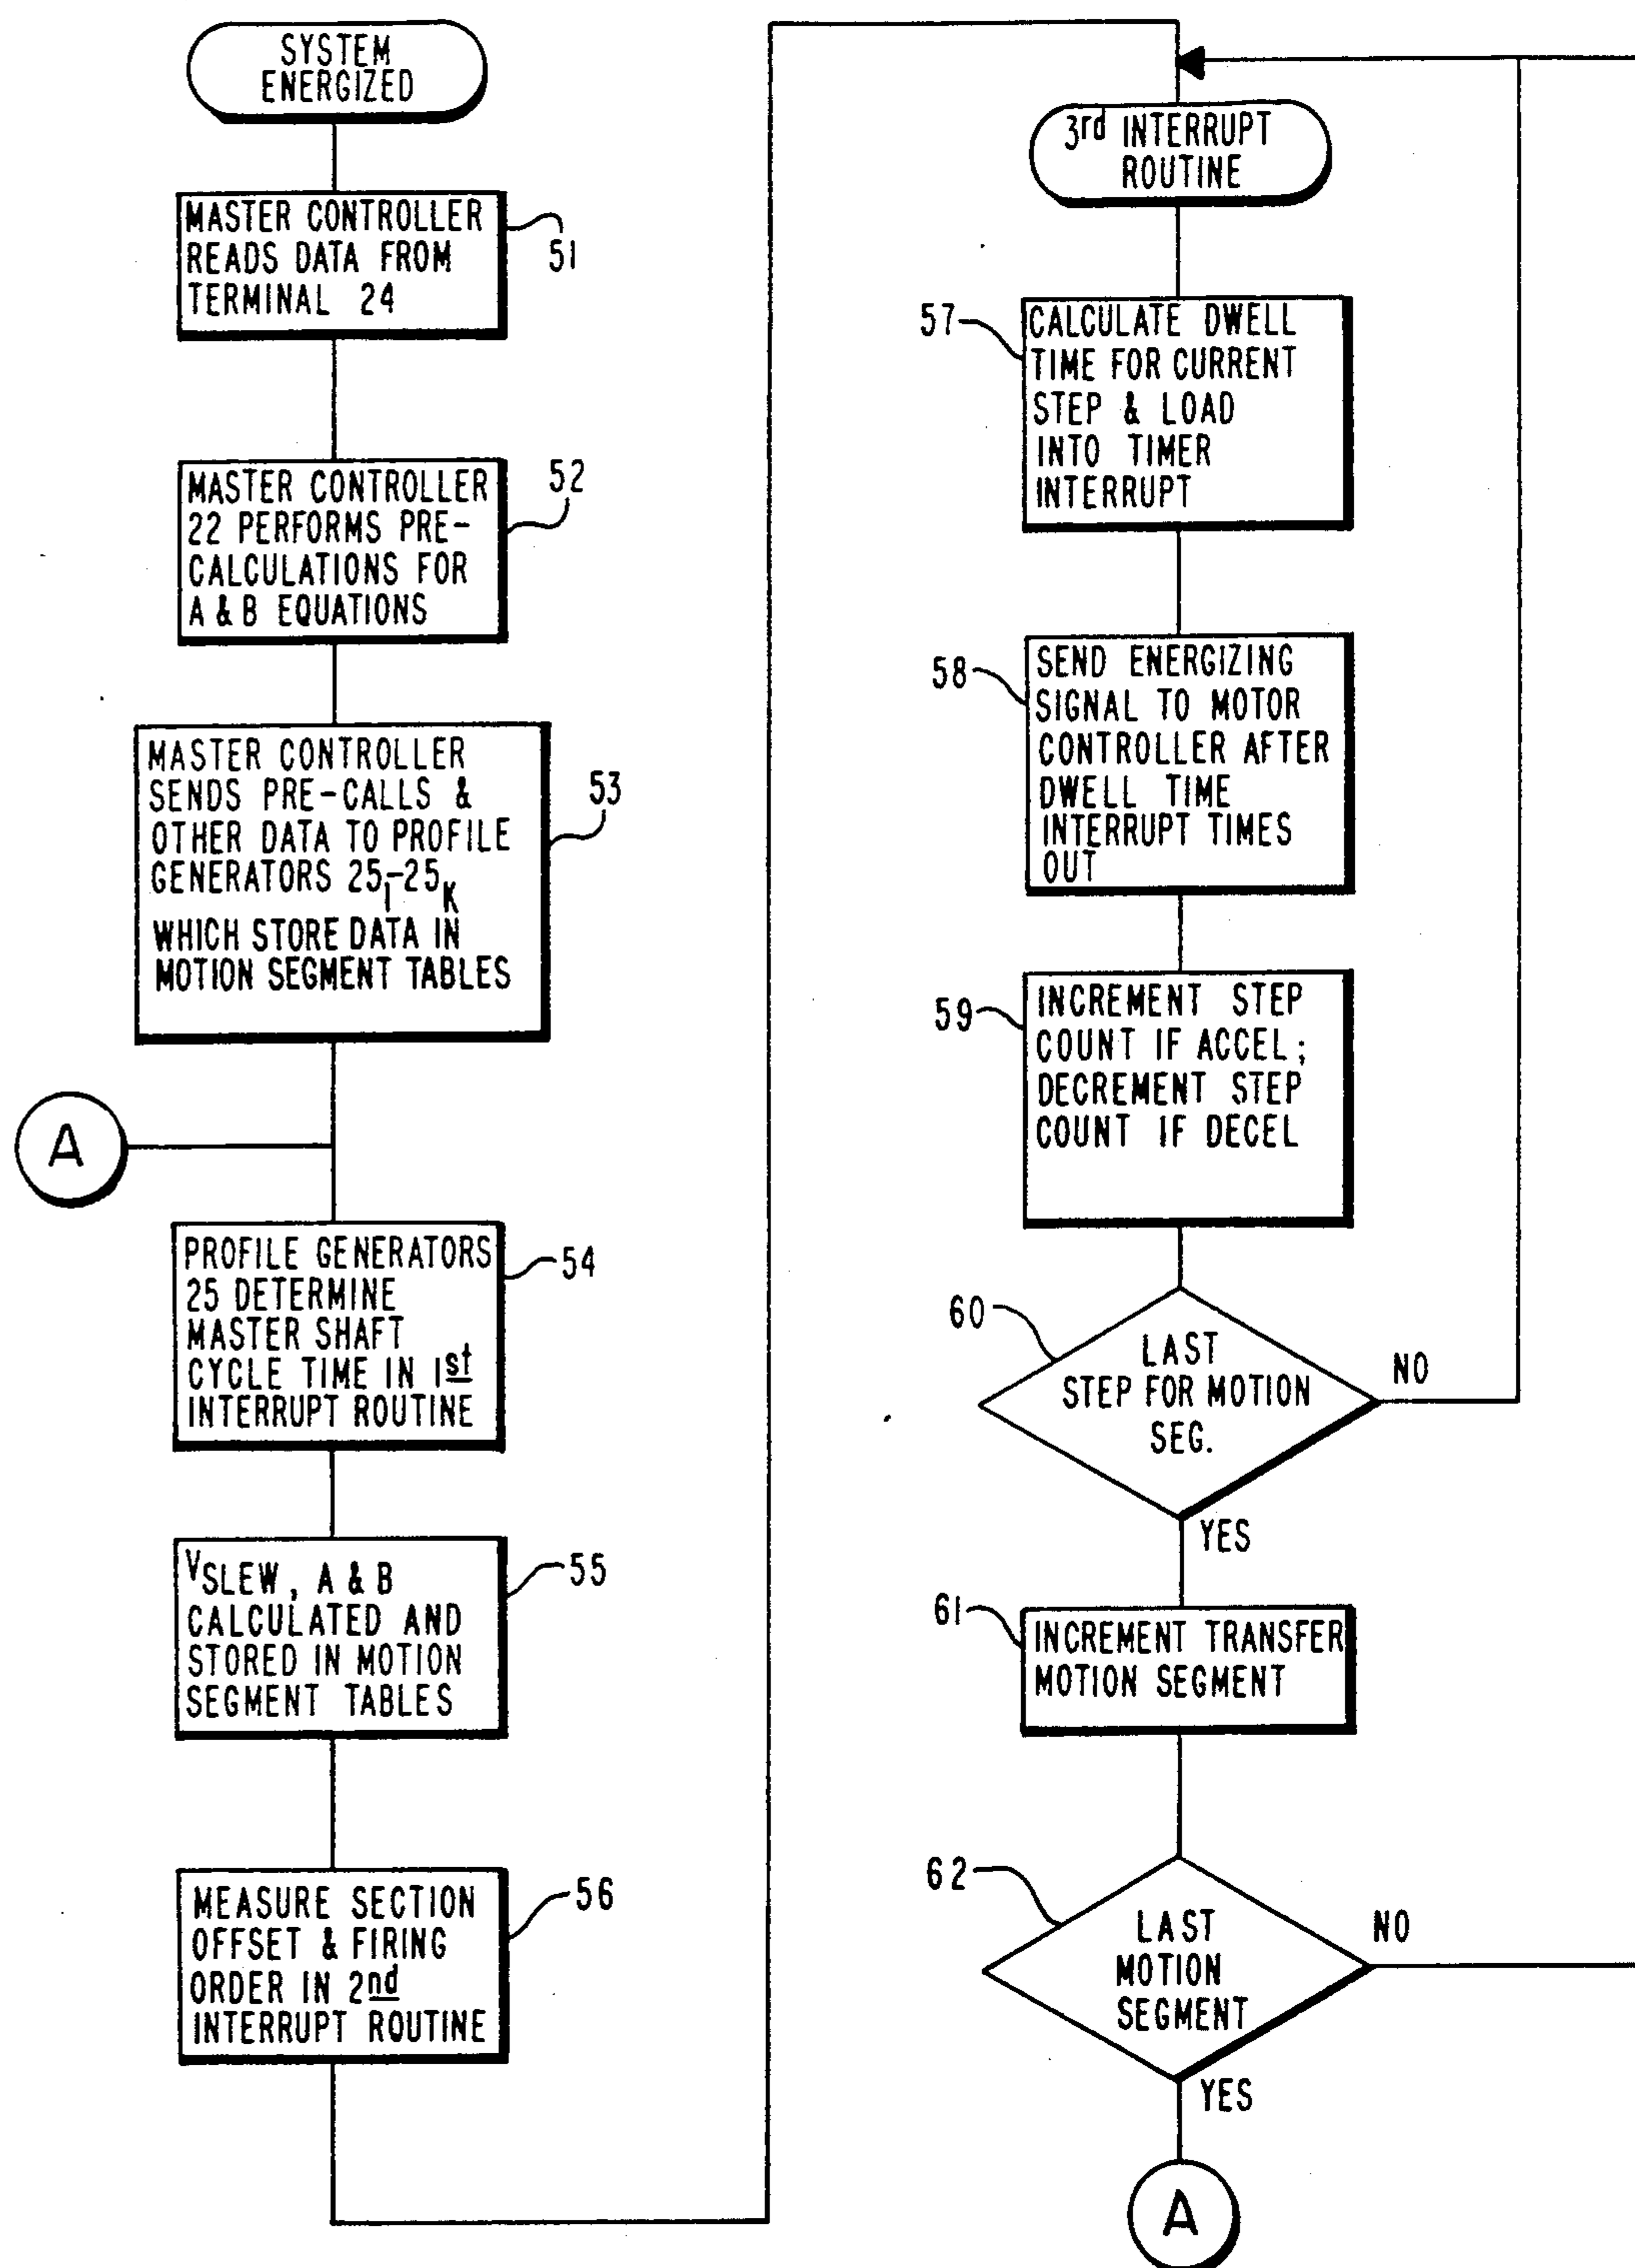 SYSTEM
ENERGIZED
MASTER CONTROLLER
READS DATA FROM
TERMINAL 24
51
MASTER CONTROLLER
22 PERFORMS PRE-
CALCULATIONS FOR
A & B EQUATIONS
52
MASTER CONTROLLER
SENDS PRE-CALLS &
OTHER DATA TO PROFILE
GENERATORS 25I-25K
WHICH STORE DATA IN
MOTION SEGMENT TABLES
53
A
PROFILE GENERATORS
25 DETERMINE
MASTER SHAFT
CYCLE TIME IN 1st
INTERRUPT ROUTINE
54
VSLEW, A & B
CALCULATED AND
STORED IN MOTION
SEGMENT TABLES
55
MEASURE SECTION
OFFSET & FIRING
ORDER IN 2nd
INTERRUPT ROUTINE
56
3rd INTERRUPT
ROUTINE
57
CALCULATE DWELL
TIME FOR CURRENT
STEP & LOAD
INTO TIMER
INTERRUPT
58
SEND ENERGIZING
SIGNAL TO MOTOR
CONTROLLER AFTER
DWELL TIME
INTERRUPT TIMES
OUT
59
INCREMENT STEP
COUNT IF ACCEL;
DECREMENT STEP
COUNT IF DECEL
60
LAST
STEP FOR MOTION
SEG.
NO
YES
61
INCREMENT TRANSFER
MOTION SEGMENT
62
LAST
MOTION
SEGMENT
NO
YES
A